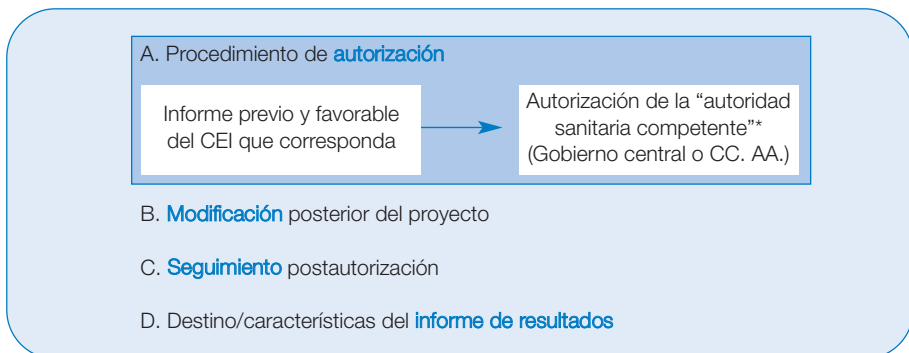 A. Procedimiento de autorización
Informe previo y favorable
del CEI que corresponda
Autorización de la “autoridad
sanitaria competente”*
(Gobierno central o CC. AA.)
B. Modificación posterior del proyecto
C. Seguimiento postautorización
D. Destino/características del informe de resultados